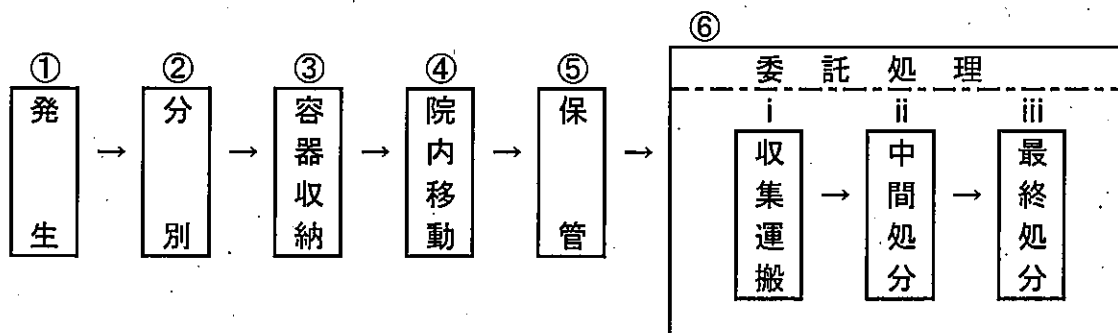 ①
発生
→
②
分別
→
③
容器収納
→
④
院内移動
→
⑤
保管
→
⑥
委託処理
i
収集運搬
→
ii
中間処分
→
iii
最終処分